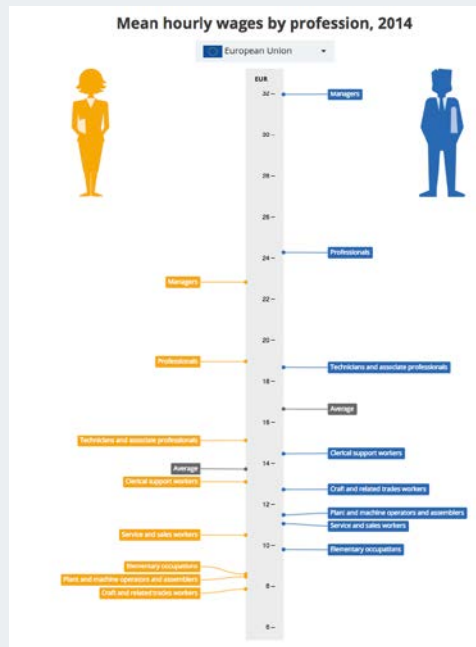 Mean hourly wages by profession, 2014
European Union
EUR
32
Managers
30
28
26
Professionals
24
Managers
22
20
Professionals
Technicians and associate professionals
18
Average
16
Technicians and associate professionals
Clerical support workers
14
Average
Clerical support workers
Craft and related trades workers
12
Plant and machine operators and assemblers
Service and sales workers
Service and sales workers
10
Elementary occupations
Elementary occupations
Plant and machine operators and assemblers
8
Craft and related trades workers
6